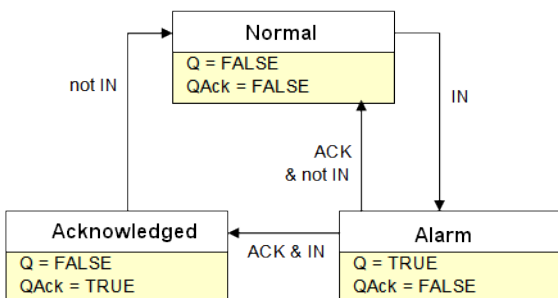 Normal
Q = FALSE
QAck = FALSE
not IN
IN
ACK
& not IN
Acknowledged
Q = FALSE
QAck = TRUE
ACK & IN
Alarm
Q = TRUE
QAck = FALSE